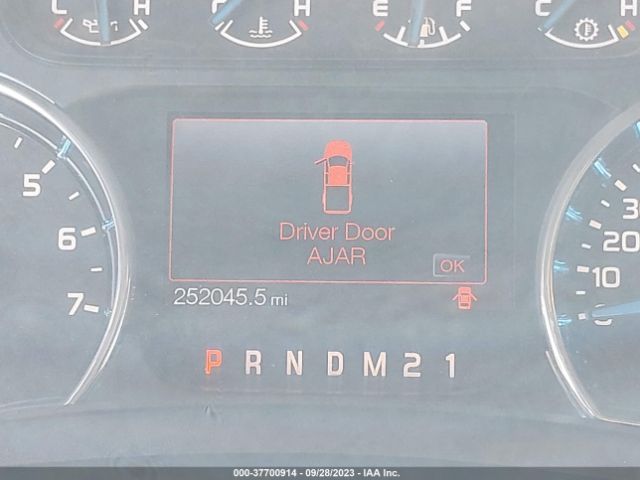 L H C H E F C H
5
6
7
30
20
10
0
Driver Door
AJAR
OK
252045.5 mi
P R N D M 2 1
000-37700914 / 09/28/2023 - IAA Inc.